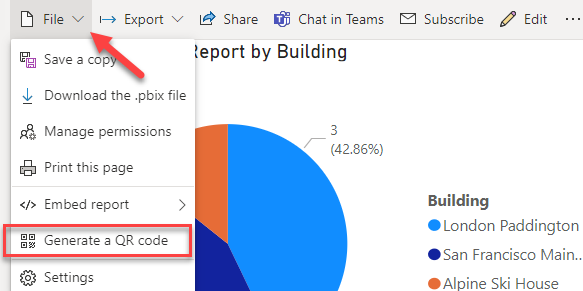 File Export Share Chat in Teams Subscribe Edit ...
Report by Building
Save a copy
Download the .pbix file
Manage permissions
Print this page
Embed report
Generate a QR code
Settings
3
(42.86%)
Building
London Paddington
San Francisco Main...
Alpine Ski House